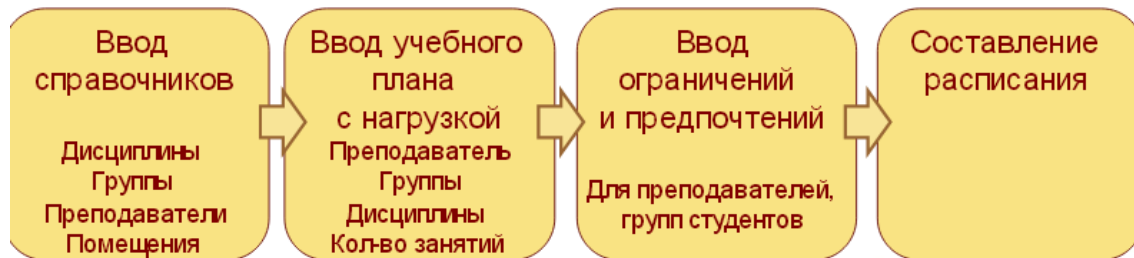 Ввод
справочников
Дисциплины
Группы
Преподаватели
Помещения
Ввод учебного
плана
с нагрузкой
Преподаватель
Группы
Дисциплины
Кол-во занятий
Ввод
ограничений
и предпочтений
Для преподавателей,
групп студентов
Составление
расписания